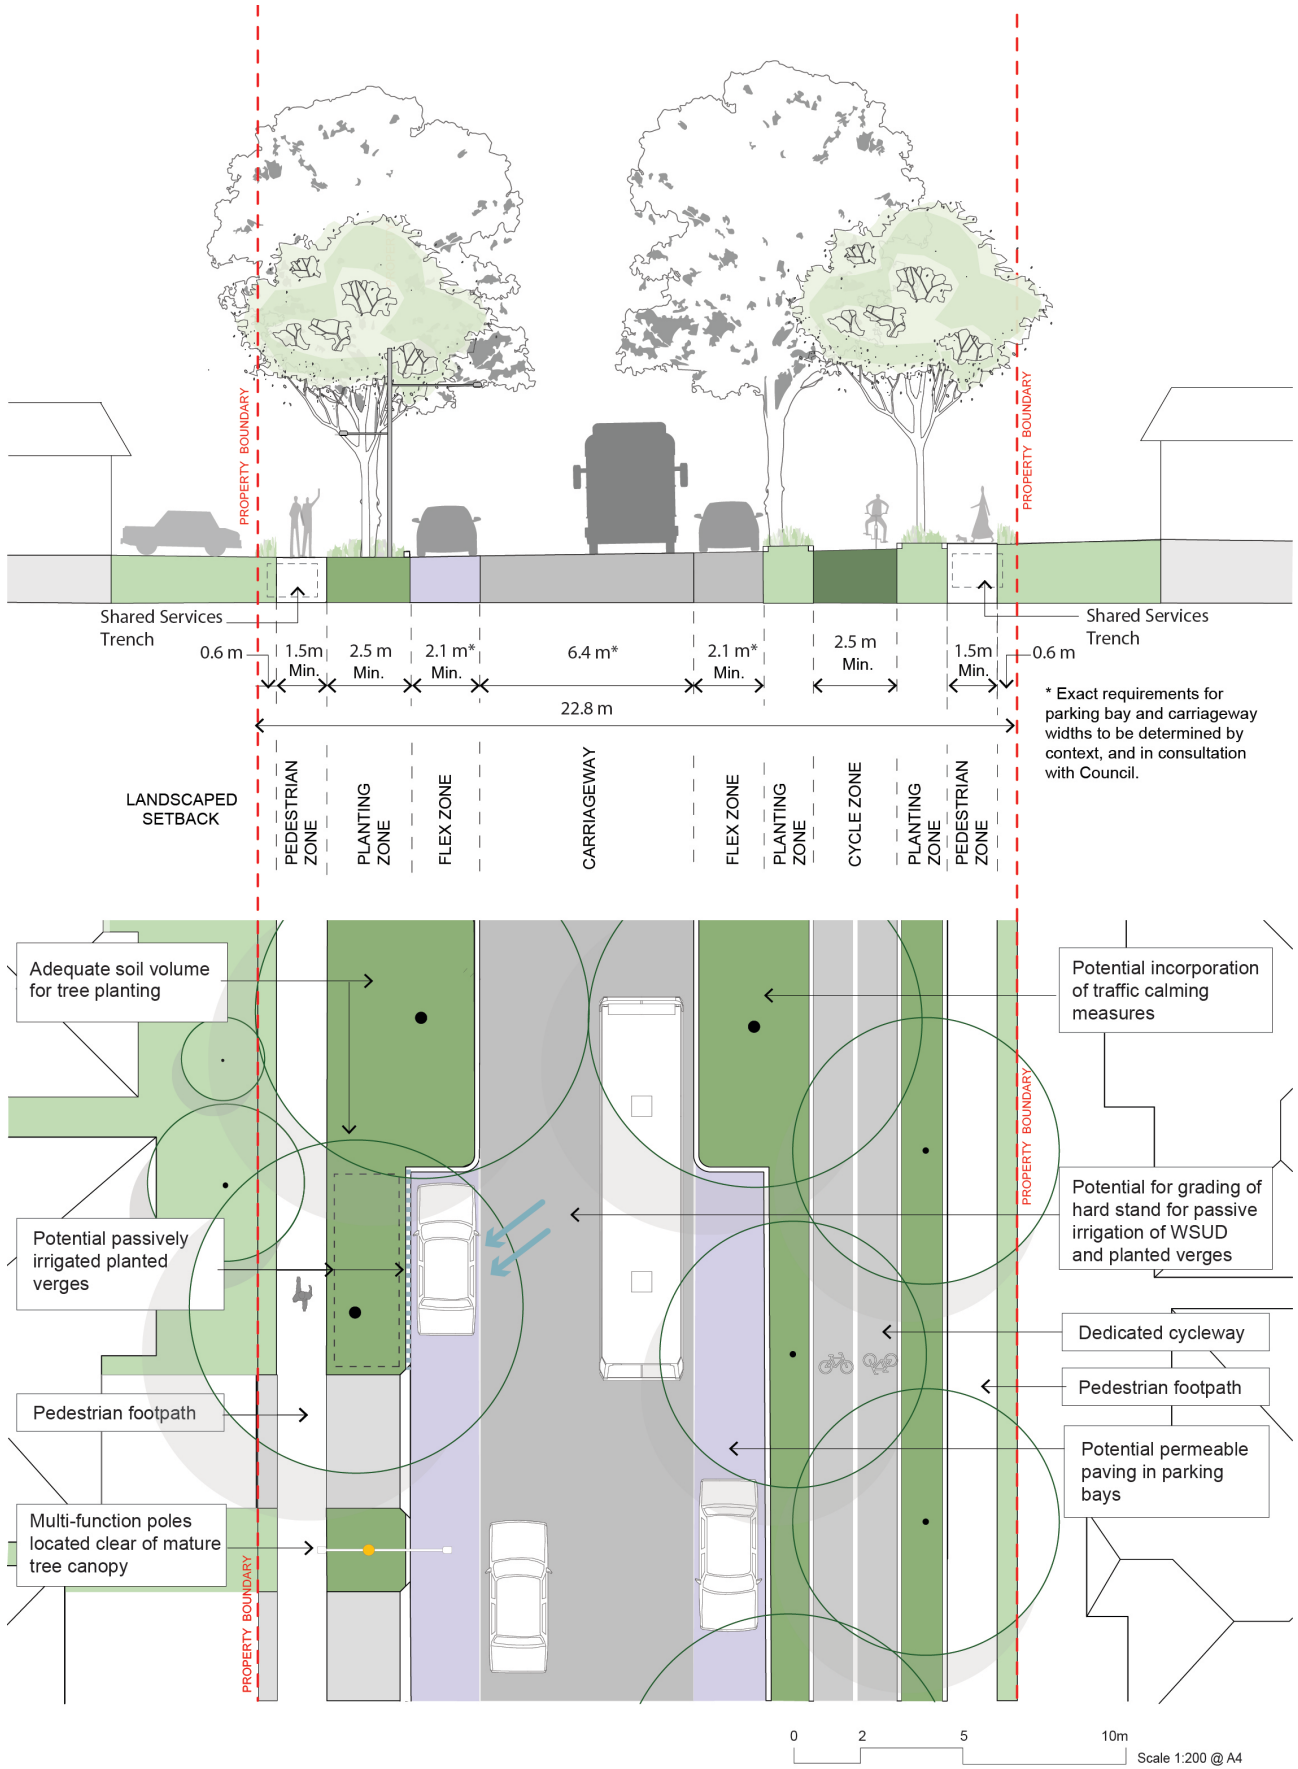 PROPERTY BOUNDARY
PROPERTY BOUNDARY
Shared Services
Trench
Shared Services
Trench
0.6 m
1.5m
Min.
2.5 m
Min.
2.1 m*
Min.
6.4 m*
2.1 m*
Min.
2.5 m
Min.
1.5m
Min.
0.6 m
22.8 m
* Exact requirements for
parking bay and carriageway
widths to be determined by
context, and in consultation
with Council.
LANDSCAPED
SETBACK
PEDESTRIAN
ZONE
PLANTING
ZONE
FLEX ZONE
CARRIAGEWAY
FLEX ZONE
PLANTING
ZONE
CYCLE ZONE
PLANTING
ZONE
PEDESTRIAN
ZONE
Adequate soil volume
for tree planting
Potential incorporation
of traffic calming
measures
PROPERTY BOUNDARY
Potential passively
irrigated planted
verges
Potential for grading of
hard stand for passive
irrigation of WSUD
and planted verges
Dedicated cycleway
Pedestrian footpath
Pedestrian footpath
Potential permeable
paving in parking
bays
Multi-function poles
located clear of mature
tree canopy
PROPERTY BOUNDARY
0 2 5 10m
Scale 1:200 @ A4